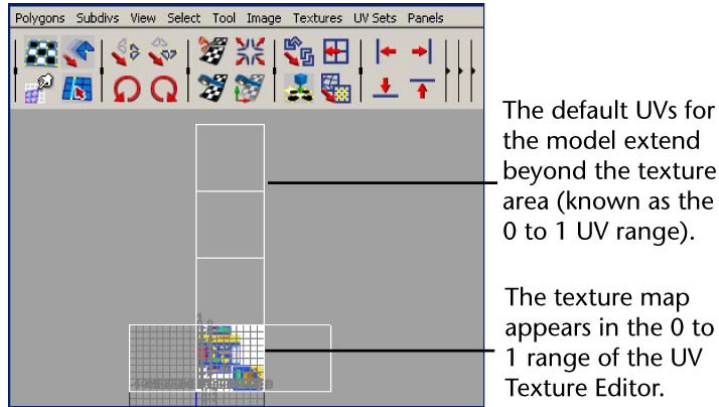 Polygons Subdivs View Select Tool Image Textures UV Sets Panels
The default UVs for
the model extend
beyond the texture
area (known as the
0 to 1 UV range).
The texture map
appears in the 0 to
1 range of the UV
Texture Editor.